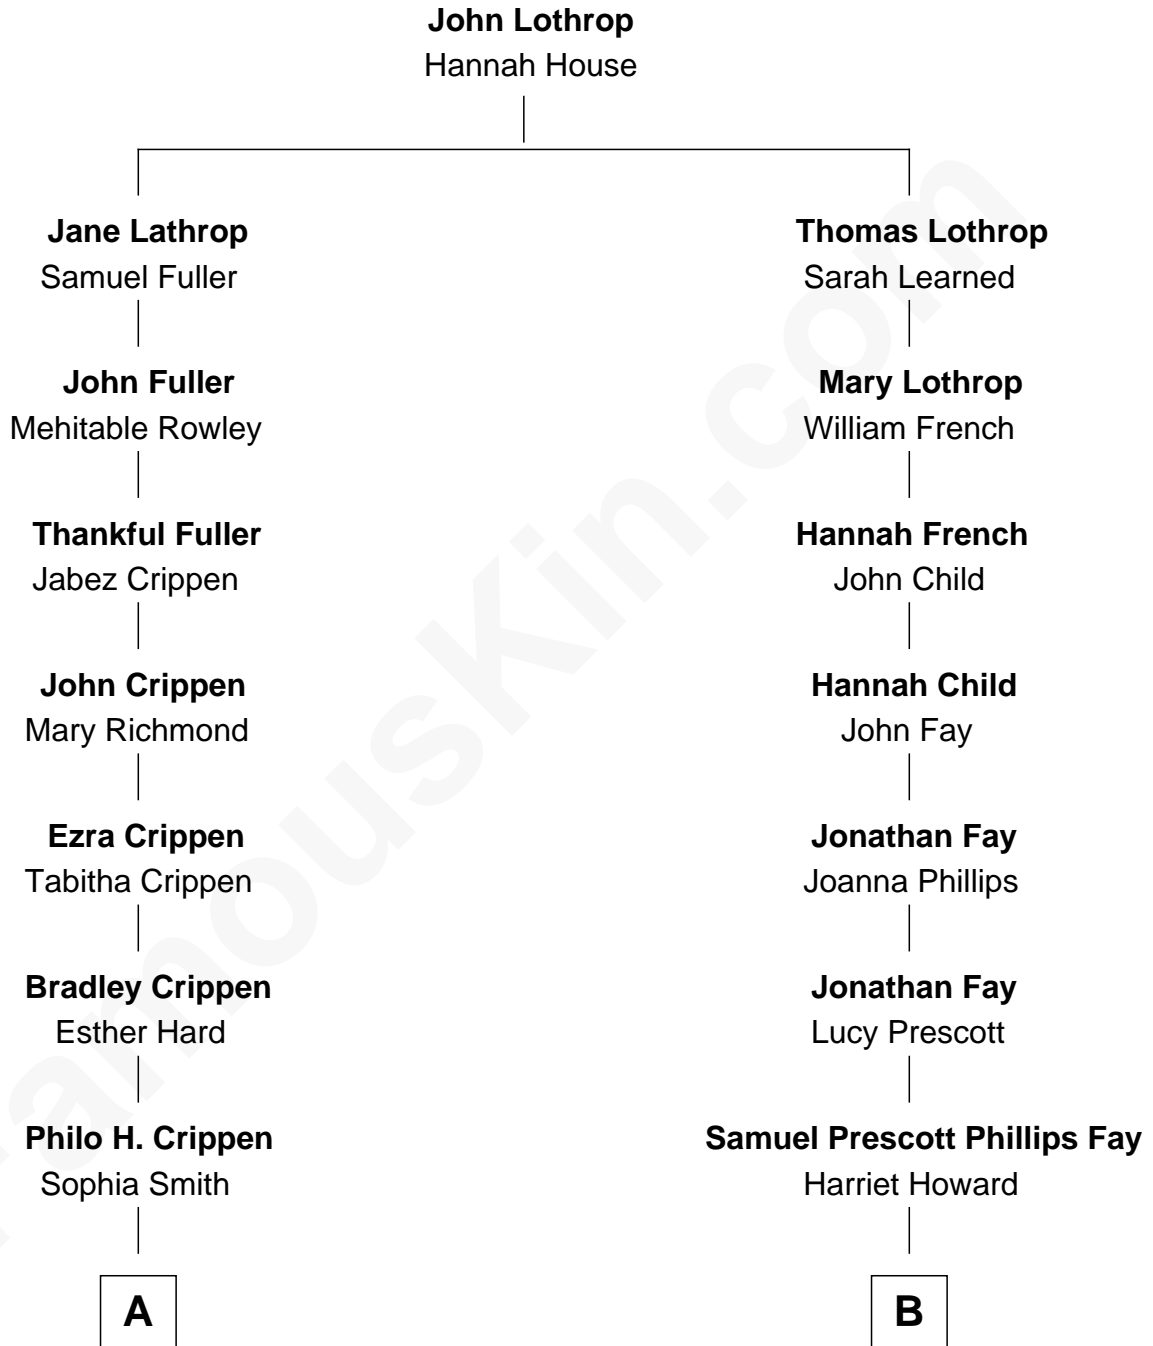 John Lothrop
Hannah House
Jane Lathrop
Samuel Fuller
Thomas Lothrop
Sarah Learned
John Fuller
Mehitable Rowley
Mary Lothrop
William French
Thankful Fuller
Jabez Crippen
Hannah French
John Child
John Crippen
Mary Richmond
Hannah Child
John Fay
Ezra Crippen
Tabitha Crippen
Jonathan Fay
Joanna Phillips
Bradley Crippen
Esther Hard
Jonathan Fay
Lucy Prescott
Philo H. Crippen
Sophia Smith
Samuel Prescott Phillips Fay
Harriet Howard
A
B
famouskin.com